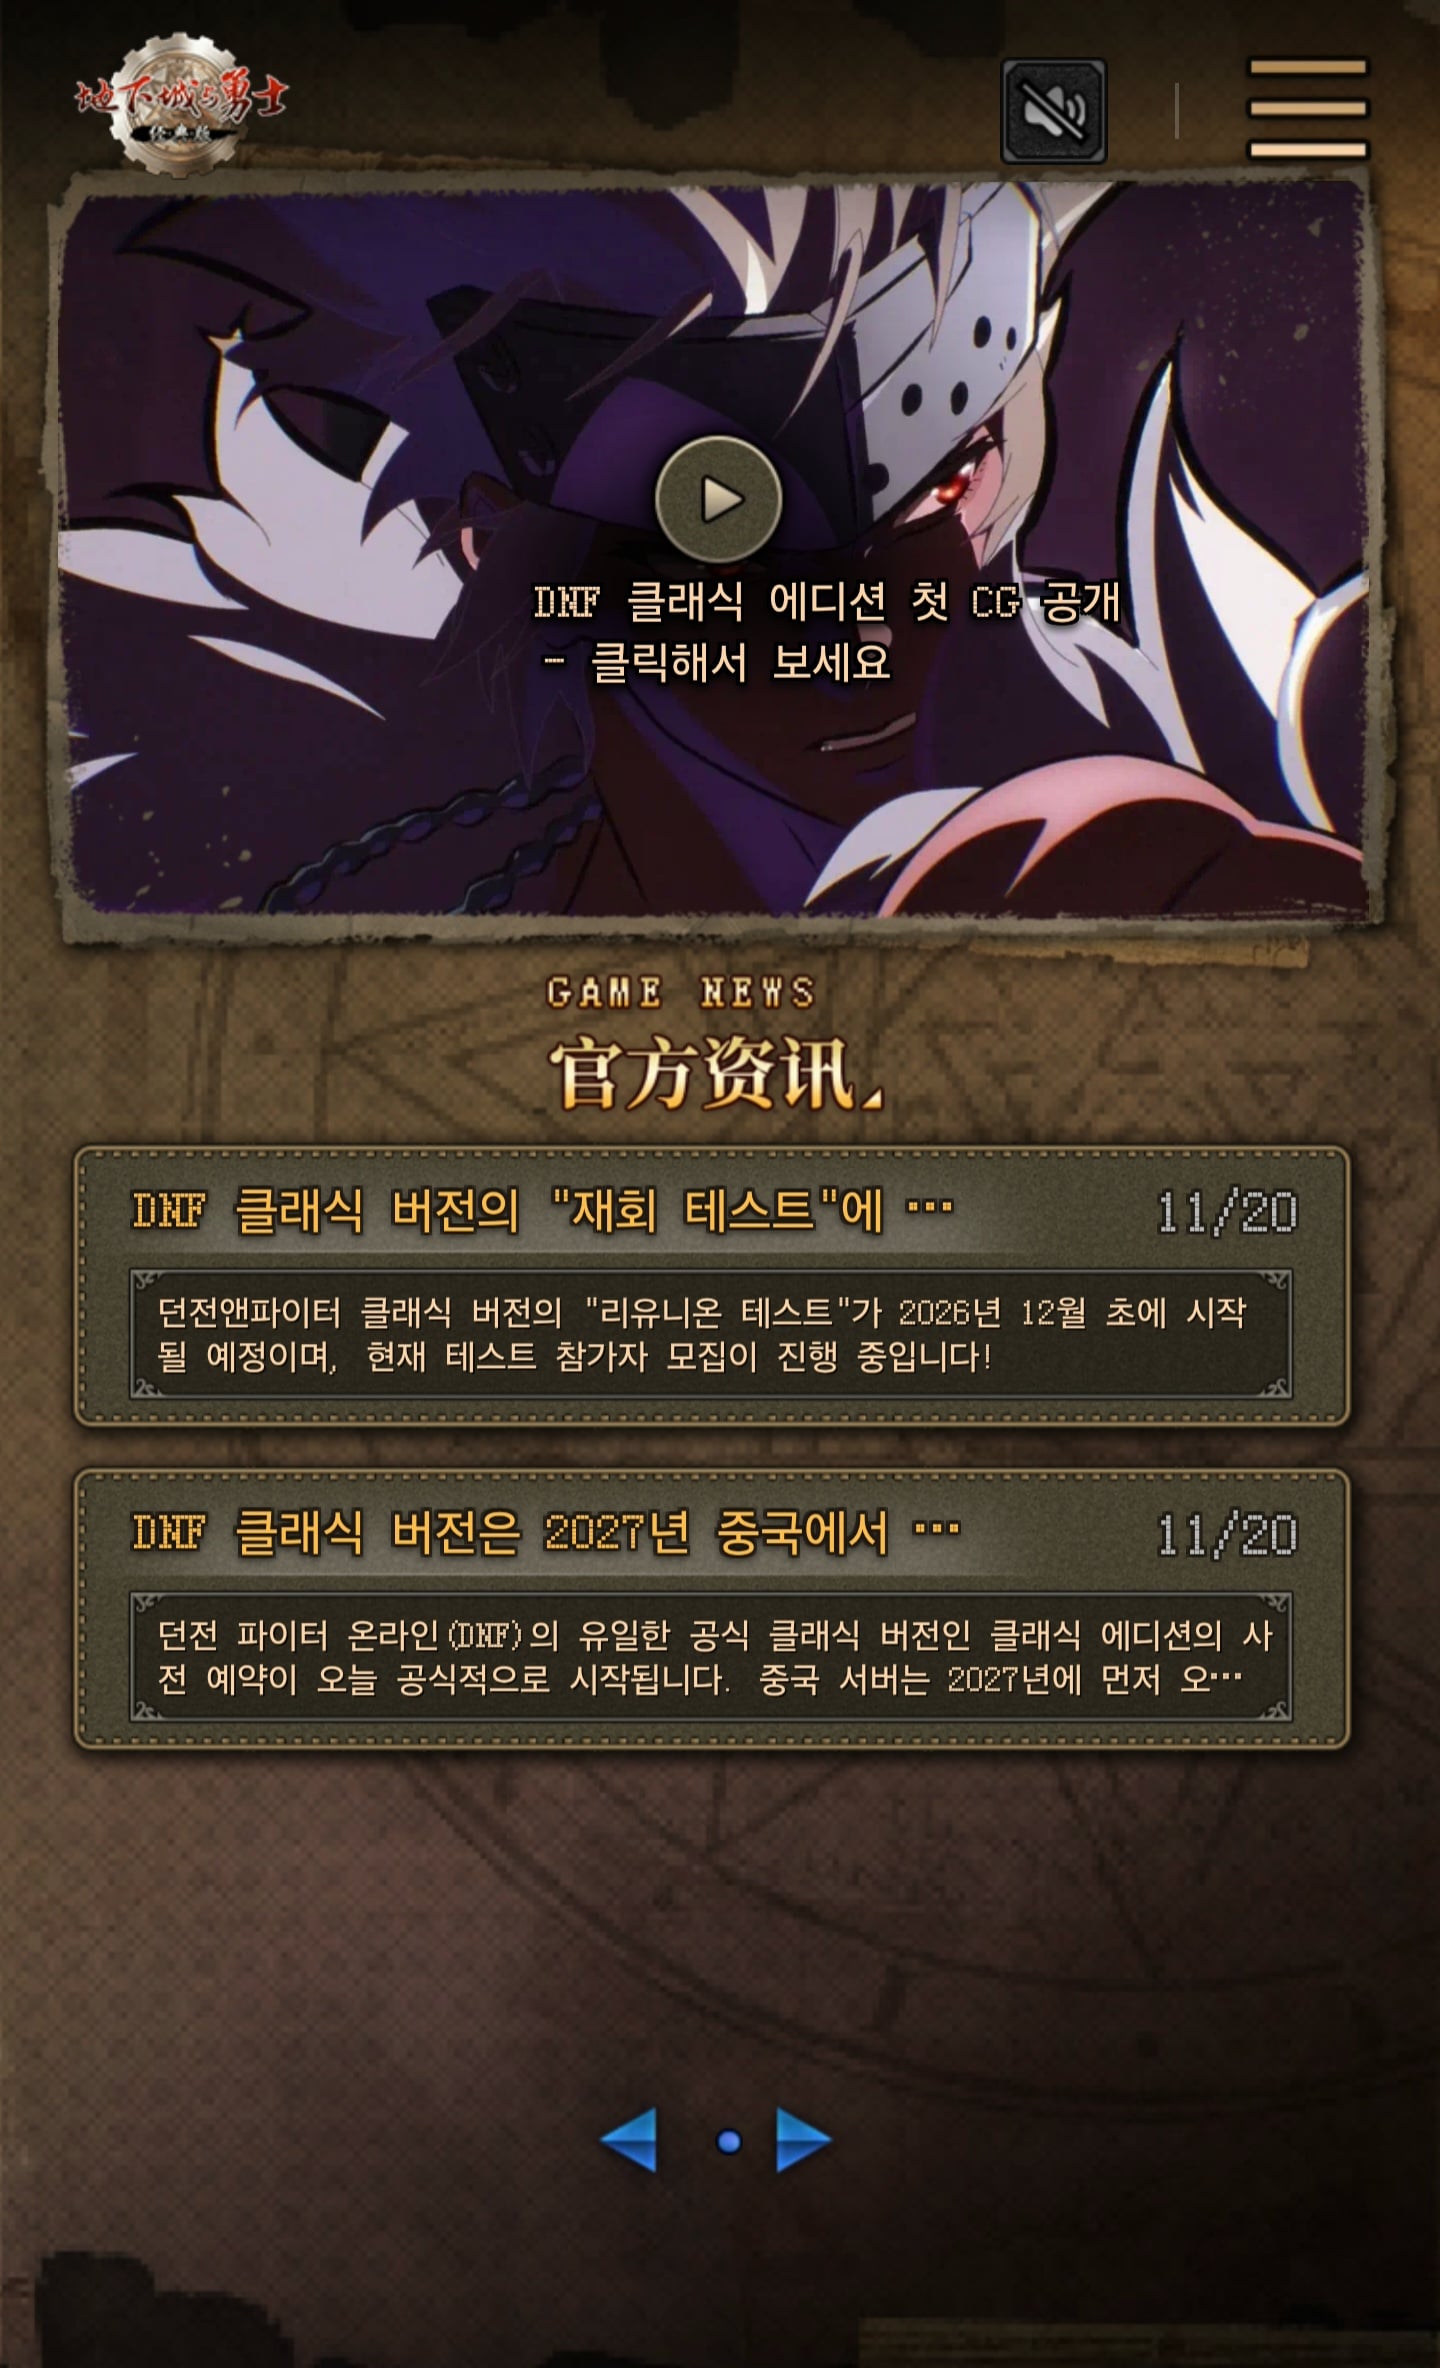 地下城与勇士
经典版
DNF 클래식 에디션 첫 CG 공개
- 클릭해서 보세요
GAME NEWS
官方资讯
DNF 클래식 버전의 "재회 테스트"에 …
11/20
던전앤파이터 클래식 버전의 "리유니온 테스트"가 2026년 12월 초에 시작
될 예정이며, 현재 테스트 참가자 모집이 진행 중입니다!
DNF 클래식 버전은 2027년 중국에서 …
11/20
던전 파이터 온라인(DNF)의 유일한 공식 클래식 버전인 클래식 에디션의 사
전 예약이 오늘 공식적으로 시작됩니다. 중국 서버는 2027년에 먼저 오…